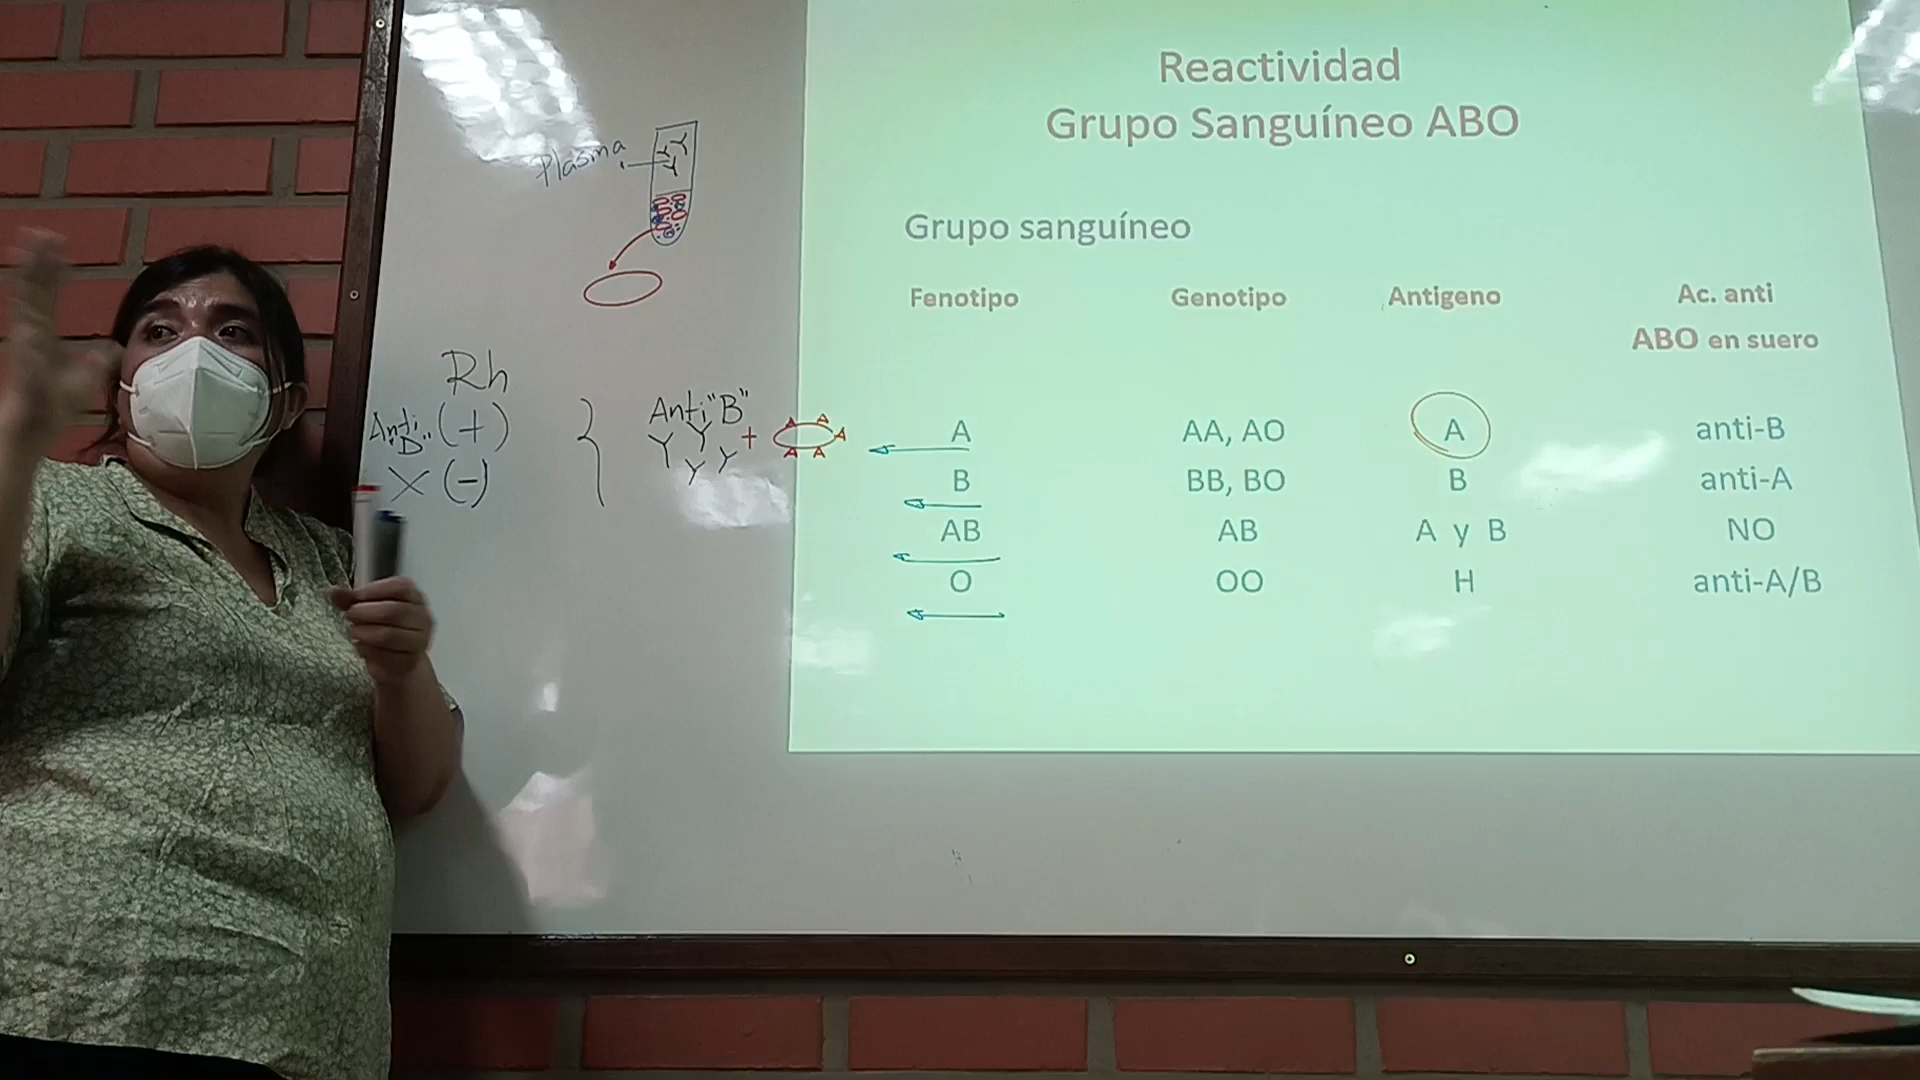 Reactividad
Grupo Sanguíneo ABO
Grupo sanguíneo
Fenotipo Genotipo Antigeno Ac. anti
ABO en suero
A AA, AO A anti-B
B BB, BO B anti-A
AB AB A y B NO
O OO H anti-A/B
Plasma
Rh
Anti "D" (+)
X (-)
Anti "B"
Y Y Y Y + A A A A A